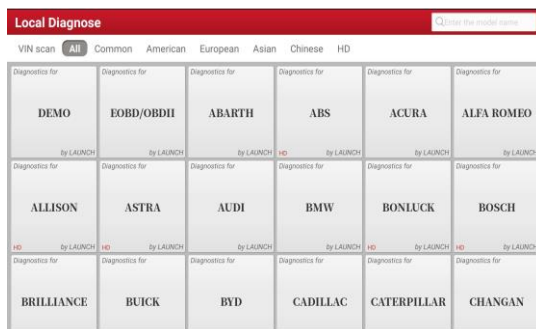 Local Diagnose
Enter the model name
VIN scan All Common American European Asian Chinese HD
Diagnostics for Diagnostics for Diagnostics for Diagnostics for Diagnostics for Diagnostics for
DEMO EOBD/OBDII ABARTH ABS ACURA ALFA ROMEO
by LAUNCH by LAUNCH by LAUNCH HD by LAUNCH by LAUNCH by LAUNCH
Diagnostics for Diagnostics for Diagnostics for Diagnostics for Diagnostics for Diagnostics for
ALLISON ASTRA AUDI BMW BONLUCK BOSCH
HD by LAUNCH HD by LAUNCH by LAUNCH by LAUNCH HD by LAUNCH HD by LAUNCH
Diagnostics for Diagnostics for Diagnostics for Diagnostics for Diagnostics for Diagnostics for
BRILLIANCE BUICK BYD CADILLAC CATERPILLAR CHANGAN